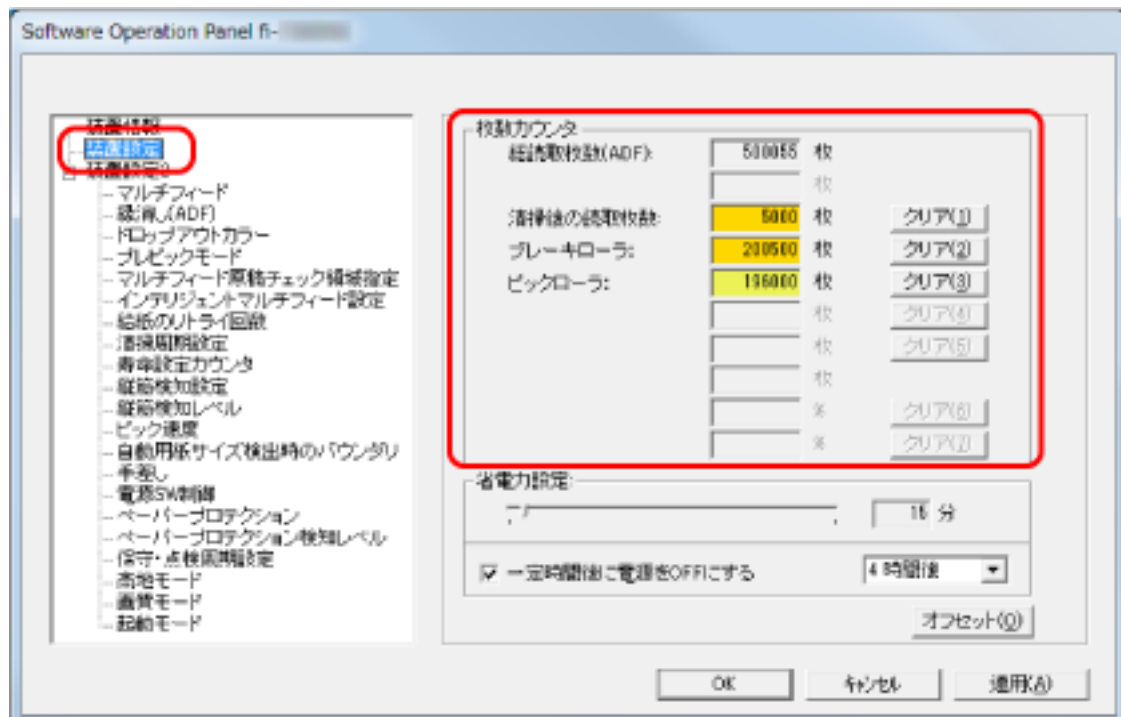 Software Operation Panel fi-
装置情報
装置設定
装置設定2
マルチフィード
縁消し(ADF)
ドロップアウトカラー
プレピックモード
マルチフィード原稿チェック領域指定
インテリジェントマルチフィード設定
給紙のリトライ回数
清掃周期設定
寿命設定カウンタ
縦筋検知設定
縦筋検知レベル
ピック速度
自動用紙サイズ検出時のバウンダリ
手差し
電源SW制御
ペーパープロテクション
ペーパープロテクション検知レベル
保守・点検周期設定
高地モード
画質モード
起動モード
枚数カウンタ
総読取枚数(ADF): 500055 枚
枚
清掃後の読取枚数: 5000 枚 クリア(1)
ブレーキローラ: 200500 枚 クリア(2)
ピックローラ: 196000 枚 クリア(3)
枚 クリア(4)
枚 クリア(5)
枚
% クリア(6)
% クリア(7)
省電力設定:
15 分
一定時間後に電源をOFFにする 4 時間後
オフセット(O)
OK キャンセル 適用(A)